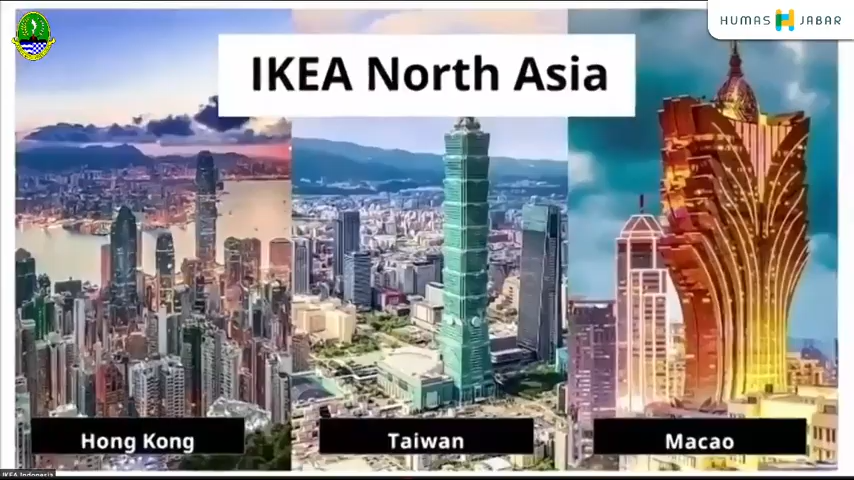 HUMAS JABAR
IKEA North Asia
Hong Kong
Taiwan
Macao
IKEA Indonesia